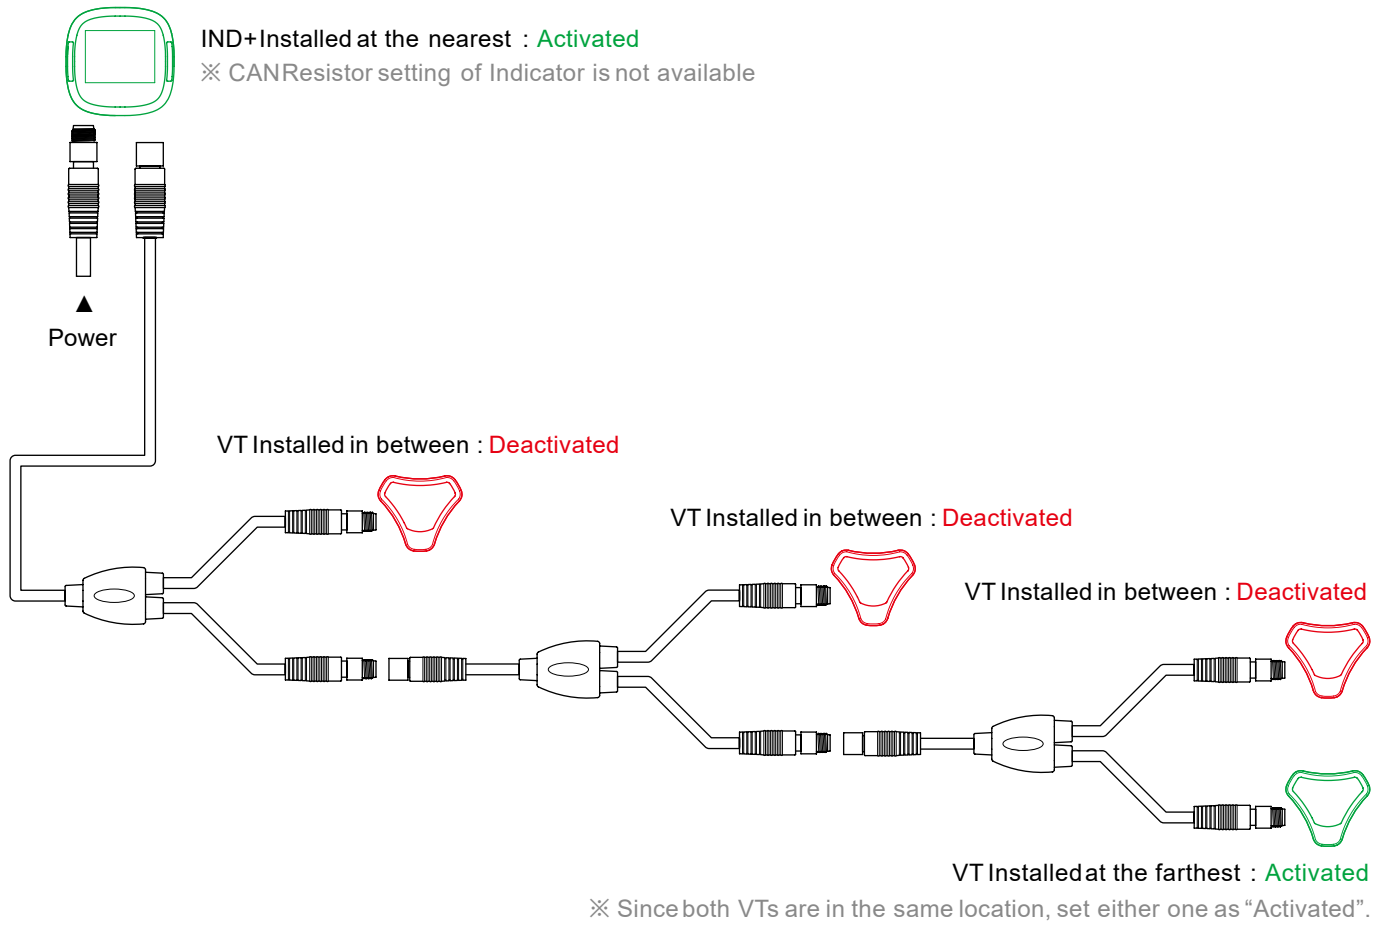 IND+Installed at the nearest : Activated
※ CAN Resistor setting of Indicator is not available
Power
VT Installed in between : Deactivated
VT Installed in between : Deactivated
VT Installed in between : Deactivated
VT Installed at the farthest : Activated
※ Since both VTs are in the same location, set either one as “Activated”.